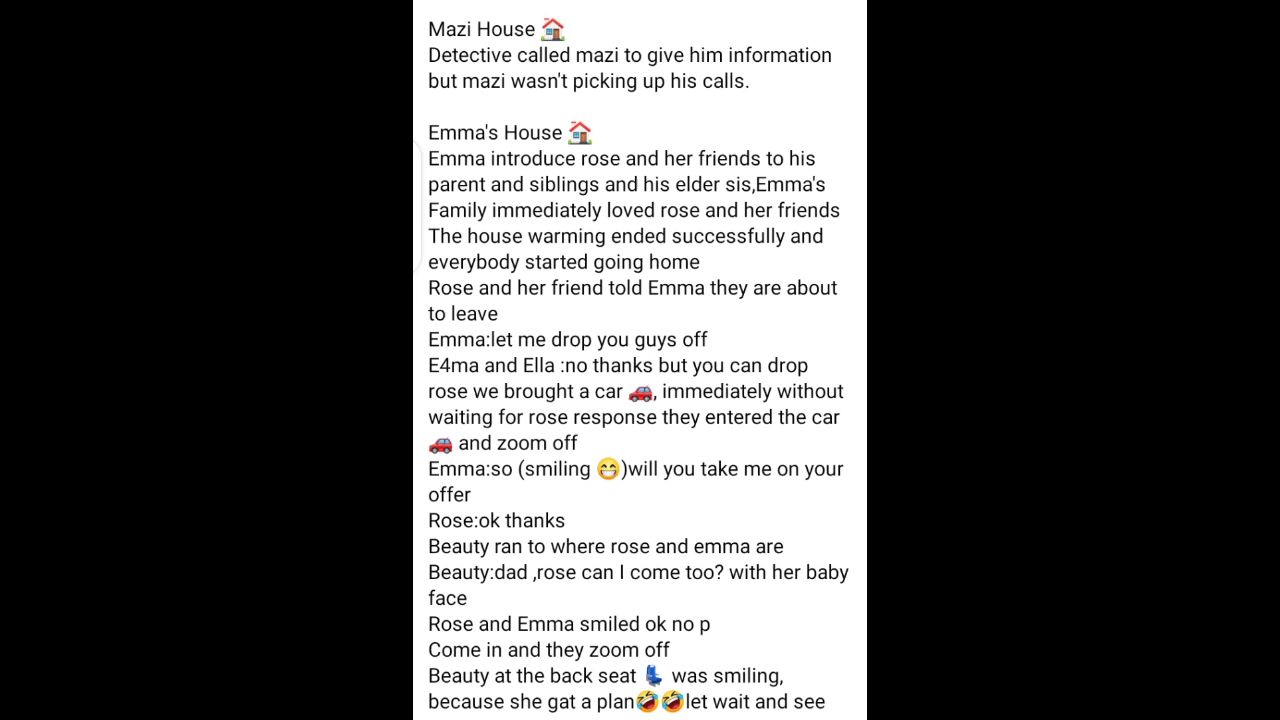 Mazi House 🏠
Detective called mazi to give him information
but mazi wasn't picking up his calls.
Emma's House 🏠
Emma introduce rose and her friends to his
parent and siblings and his elder sis,Emma's
Family immediately loved rose and her friends
The house warming ended successfully and
everybody started going home
Rose and her friend told Emma they are about
to leave
Emma:let me drop you guys off
E4ma and Ella :no thanks but you can drop
rose we brought a car 🚗, immediately without
waiting for rose response they entered the car
🚗 and zoom off
Emma:so (smiling 😁)will you take me on your
offer
Rose:ok thanks
Beauty ran to where rose and emma are
Beauty:dad ,rose can I come too? with her baby
face
Rose and Emma smiled ok no p
Come in and they zoom off
Beauty at the back seat 💺 was smiling,
because she gat a plan🤣🤣let wait and see